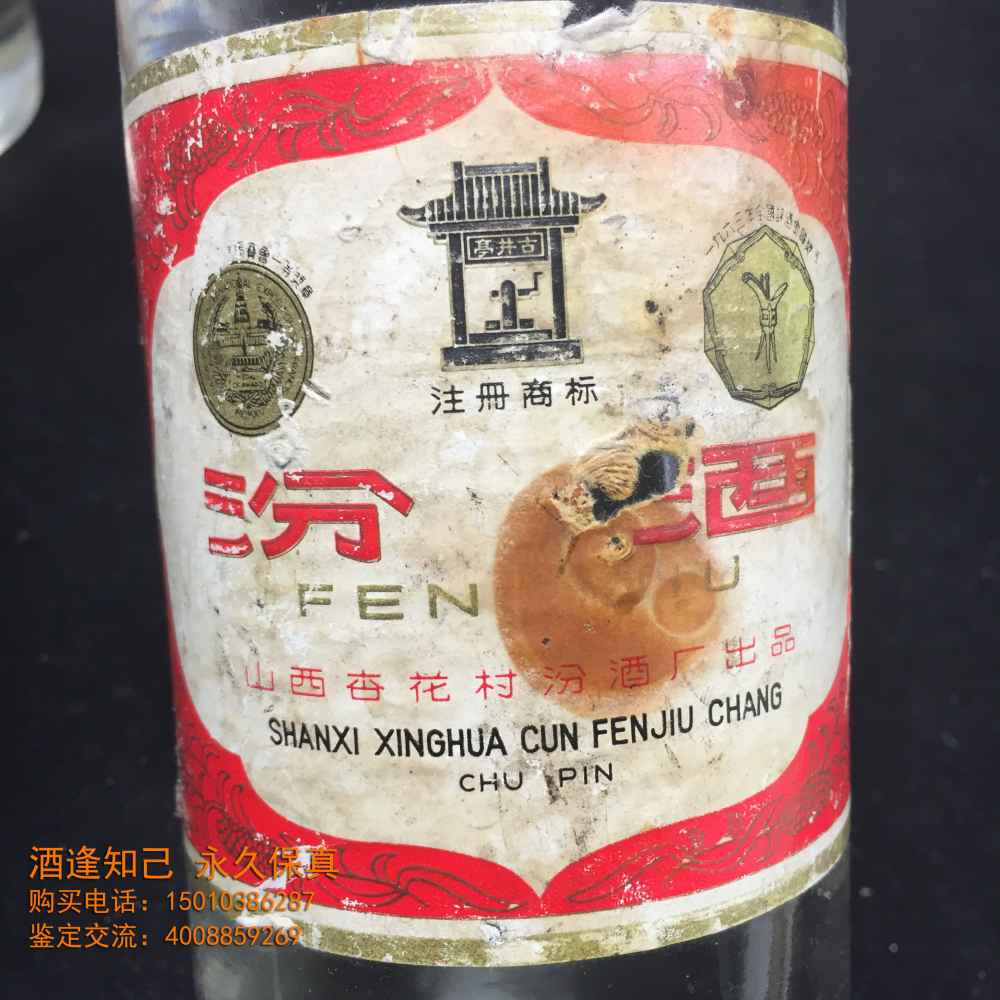 古井亭
注册商标
汾酒
FEN
U
山西杏花村汾酒厂出品
SHANXI XINGHUA CUN FENJIU CHANG
CHU PIN
酒逢知己 永久保真
购买电话：15010386287
鉴定交流：4008859269